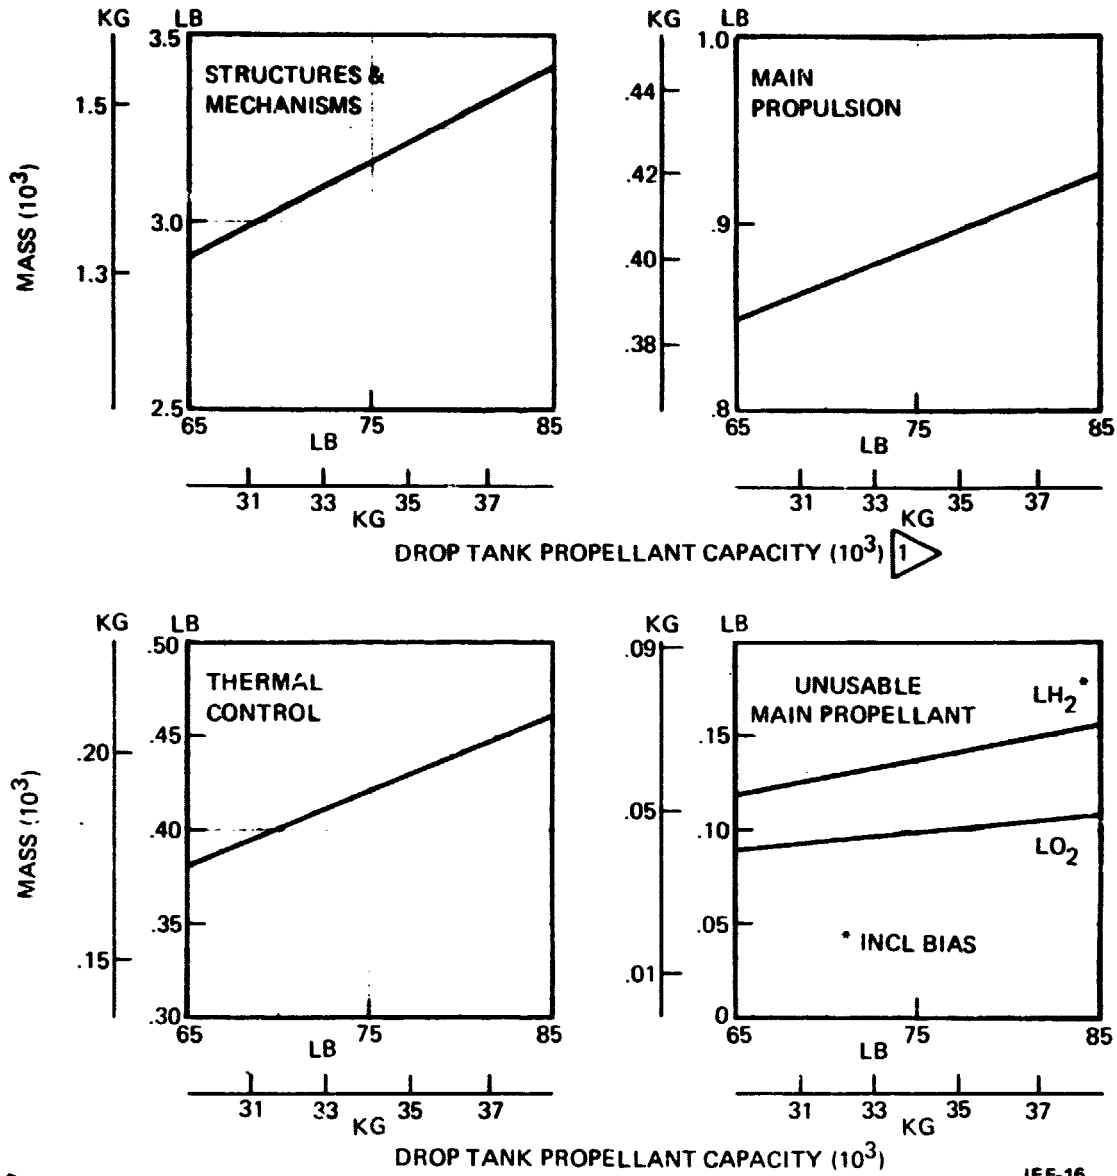 KG LB
3.5
STRUCTURES &
MECHANISMS
1.5
3.0
1.3
2.5
MASS (10³)
65 75 85
LB
31 33 35 37
KG
KG LB
1.0
MAIN
PROPULSION
.44
.42
.9
.40
.38
.8
65 75 85
LB
31 33 35 37
KG
DROP TANK PROPELLANT CAPACITY (10³) 1
KG LB
.50
THERMAL
CONTROL
.45
.20
.40
.35
.15
.30
MASS (10³)
65 75 85
LB
31 33 35 37
KG
KG LB
.09
UNUSABLE
MAIN PROPELLANT
LH₂*
.15
.05
.10
LO₂
.05
* INCL BIAS
.01
0
65 75 85
LB
31 33 35 37
KG
DROP TANK PROPELLANT CAPACITY (10³)